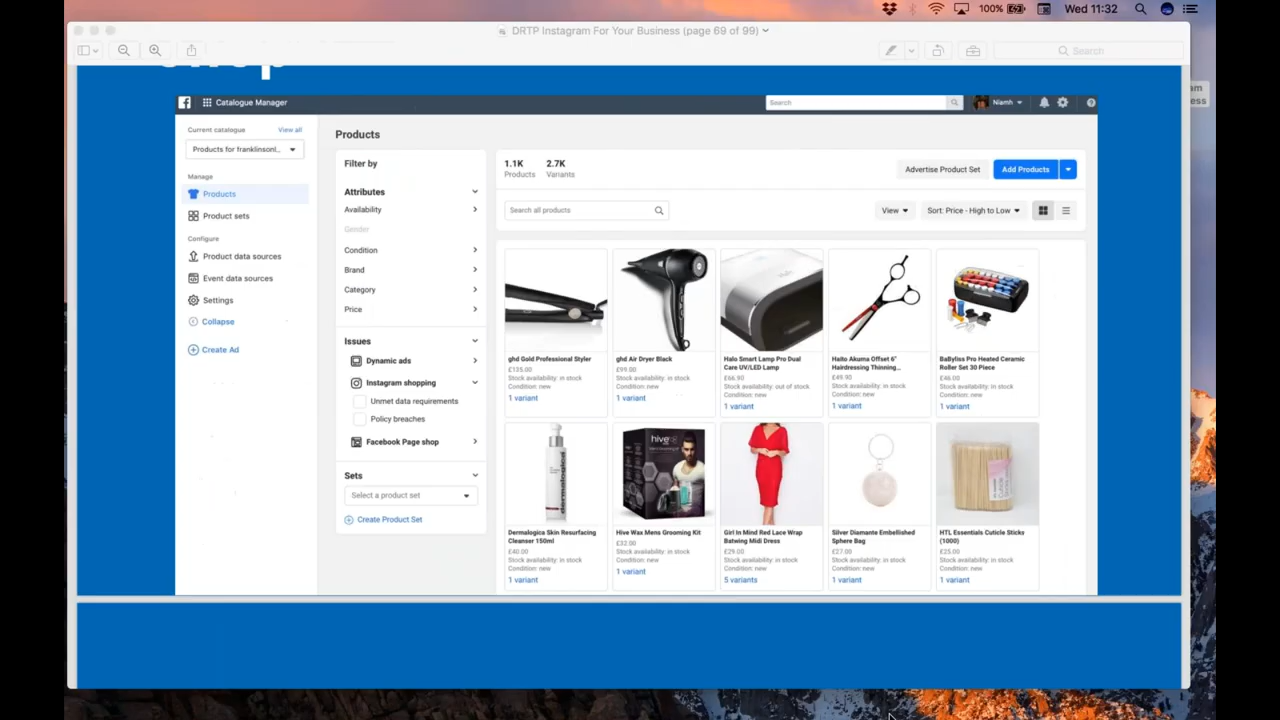 100%
Wed 11:32
DRTP Instagram For Your Business (page 69 of 99)
Search
Catalogue Manager
Search
Niamh
Current catalogue
View all
Products for franklinsonl...
Manage
Products
Product sets
Configure
Product data sources
Event data sources
Settings
Collapse
Create Ad
Products
Filter by
Attributes
Availability
Gender
Condition
Brand
Category
Price
Issues
Dynamic ads
Instagram shopping
Unmet data requirements
Policy breaches
Facebook Page shop
Sets
Select a product set
Create Product Set
1.1K
Products
2.7K
Variants
Advertise Product Set
Add Products
Search all products
View
Sort: Price - High to Low
ghd Gold Professional Styler
£135.00
Stock availability: in stock
Condition: new
1 variant
ghd Air Dryer Black
£99.00
Stock availability: in stock
Condition: new
1 variant
Halo Smart Lamp Pro Dual
Care UV/LED Lamp
£66.90
Stock availability: out of stock
Condition: new
1 variant
Haito Akuma Offset 6"
Hairdressing Thinning...
£49.90
Stock availability: in stock
Condition: new
1 variant
BaByliss Pro Heated Ceramic
Roller Set 30 Piece
£46.00
Stock availability: in stock
Condition: new
1 variant
Dermalogica Skin Resurfacing
Cleanser 150ml
£40.00
Stock availability: in stock
Condition: new
1 variant
Hive Wax Mens Grooming Kit
£32.00
Stock availability: in stock
Condition: new
1 variant
Girl In Mind Red Lace Wrap
Batwing Midi Dress
£29.00
Stock availability: in stock
Condition: new
5 variants
Silver Diamante Embellished
Sphere Bag
£27.00
Stock availability: in stock
Condition: new
1 variant
HTL Essentials Cuticle Sticks
(1000)
£25.00
Stock availability: in stock
Condition: new
1 variant